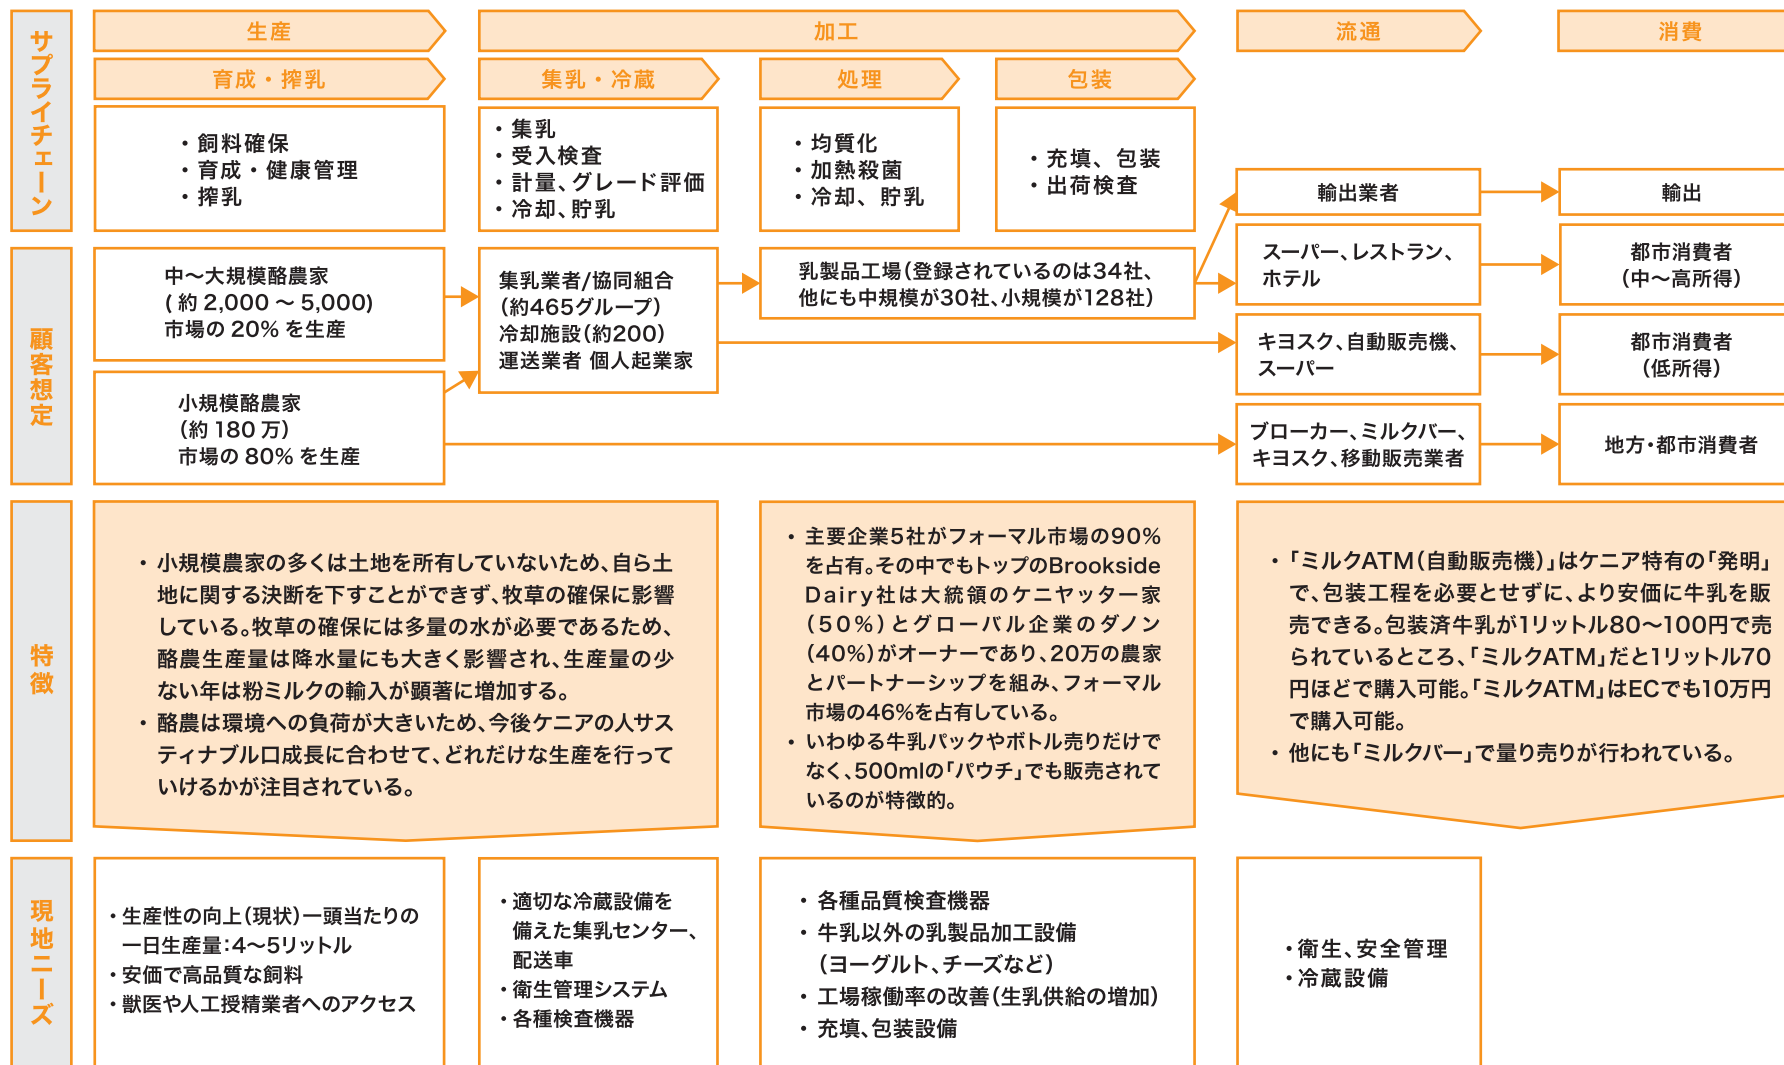 サプライチェーン
生産
加工
流通
消費
育成・搾乳
集乳・冷蔵
処理
包装
・飼料確保
・育成・健康管理
・搾乳
・集乳
・受入検査
・計量、グレード評価
・冷却、貯乳
・均質化
・加熱殺菌
・冷却、貯乳
・充填、包装
・出荷検査
輸出業者
輸出
顧客想定
中〜大規模酪農家
(約2,000〜5,000)
市場の20%を生産
小規模酪農家
(約180万)
市場の80%を生産
集乳業者/協同組合
(約465グループ)
冷却施設(約200)
運送業者 個人起業家
乳製品工場(登録されているのは34社、
他にも中規模が30社、小規模が128社)
スーパー、レストラン、
ホテル
都市消費者
(中〜高所得)
キヨスク、自動販売機、
スーパー
都市消費者
(低所得)
ブローカー、ミルクバー、
キヨスク、移動販売業者
地方・都市消費者
特徴
・小規模農家の多くは土地を所有していないため、自ら土
地に関する決断を下すことができず、牧草の確保に影響
している。牧草の確保には多量の水が必要であるため、
酪農生産量は降水量にも大きく影響され、生産量の少
ない年は粉ミルクの輸入が顕著に増加する。
・酪農は環境への負荷が大きいため、今後ケニアの人サス
ティナブル口成長に合わせて、どれだけな生産を行って
いけるかが注目されている。
・主要企業5社がフォーマル市場の90%
を占有。その中でもトップのBrookside
Dairy社は大統領のケニヤッター家
(50%)とグローバル企業のダノン
(40%)がオーナーであり、20万の農家
とパートナーシップを組み、フォーマル
市場の46%を占有している。
・いわゆる牛乳パックやボトル売りだけで
なく、500mlの「パウチ」でも販売されて
いるのが特徴的。
・「ミルクATM(自動販売機)」はケニア特有の「発明」
で、包装工程を必要とせずに、より安価に牛乳を販
売できる。包装済牛乳が1リットル80〜100円で売
られているところ、「ミルクATM」だと1リットル70
円ほどで購入可能。「ミルクATM」はECでも10万円
で購入可能。
・他にも「ミルクバー」で量り売りが行われている。
現地ニーズ
・生産性の向上(現状)一頭当たりの
一日生産量:4〜5リットル
・安価で高品質な飼料
・獣医や人工授精業者へのアクセス
・適切な冷蔵設備を
備えた集乳センター、
配送車
・衛生管理システム
・各種検査機器
・各種品質検査機器
・牛乳以外の乳製品加工設備
(ヨーグルト、チーズなど)
・工場稼働率の改善(生乳供給の増加)
・充填、包装設備
・衛生、安全管理
・冷蔵設備